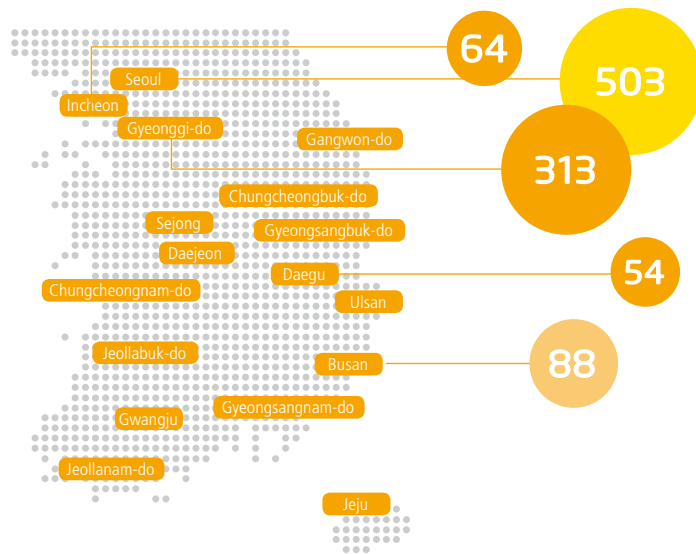 64
Seoul
503
Incheon
Gyeonggi-do
Gangwon-do
313
Chungcheongbuk-do
Sejong
Gyeongsangbuk-do
Daejeon
Daegu
54
Chungcheongnam-do
Ulsan
Jeollabuk-do
Busan
88
Gyeongsangnam-do
Gwangju
Jeollanam-do
Jeju